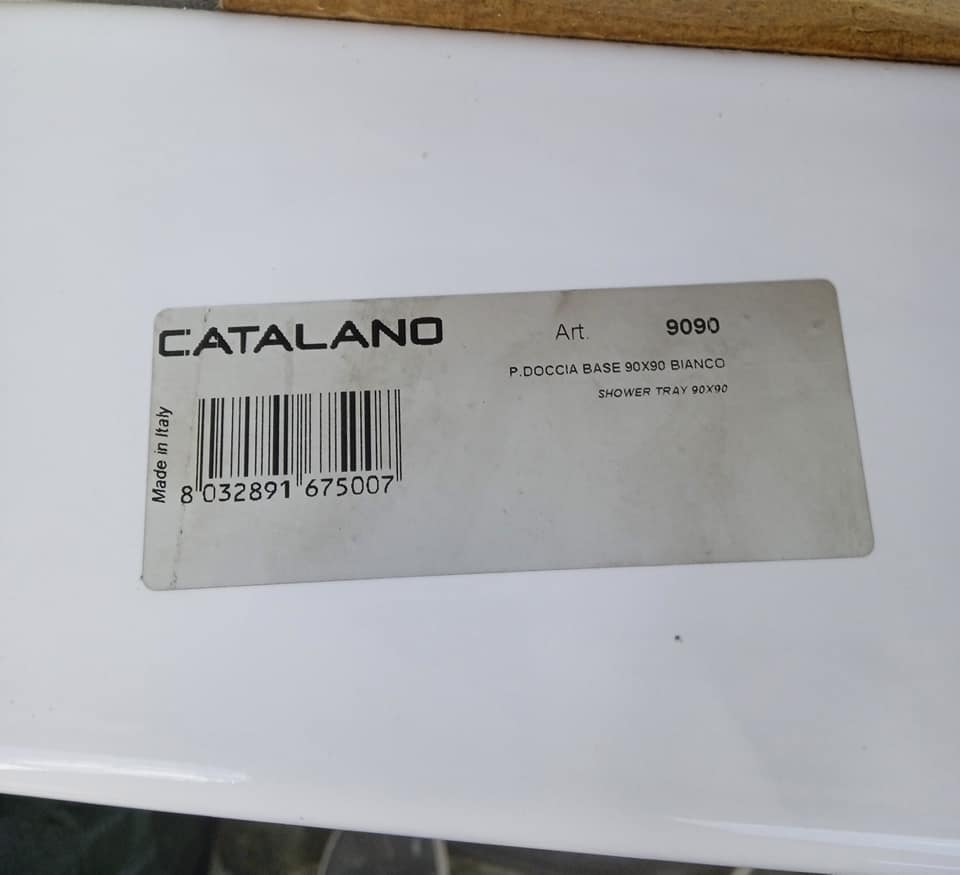 CATALANO
Art. 9090
P.DOCCIA BASE 90X90 BIANCO
SHOWER TRAY 90X90
Made in Italy
8 032891 675007